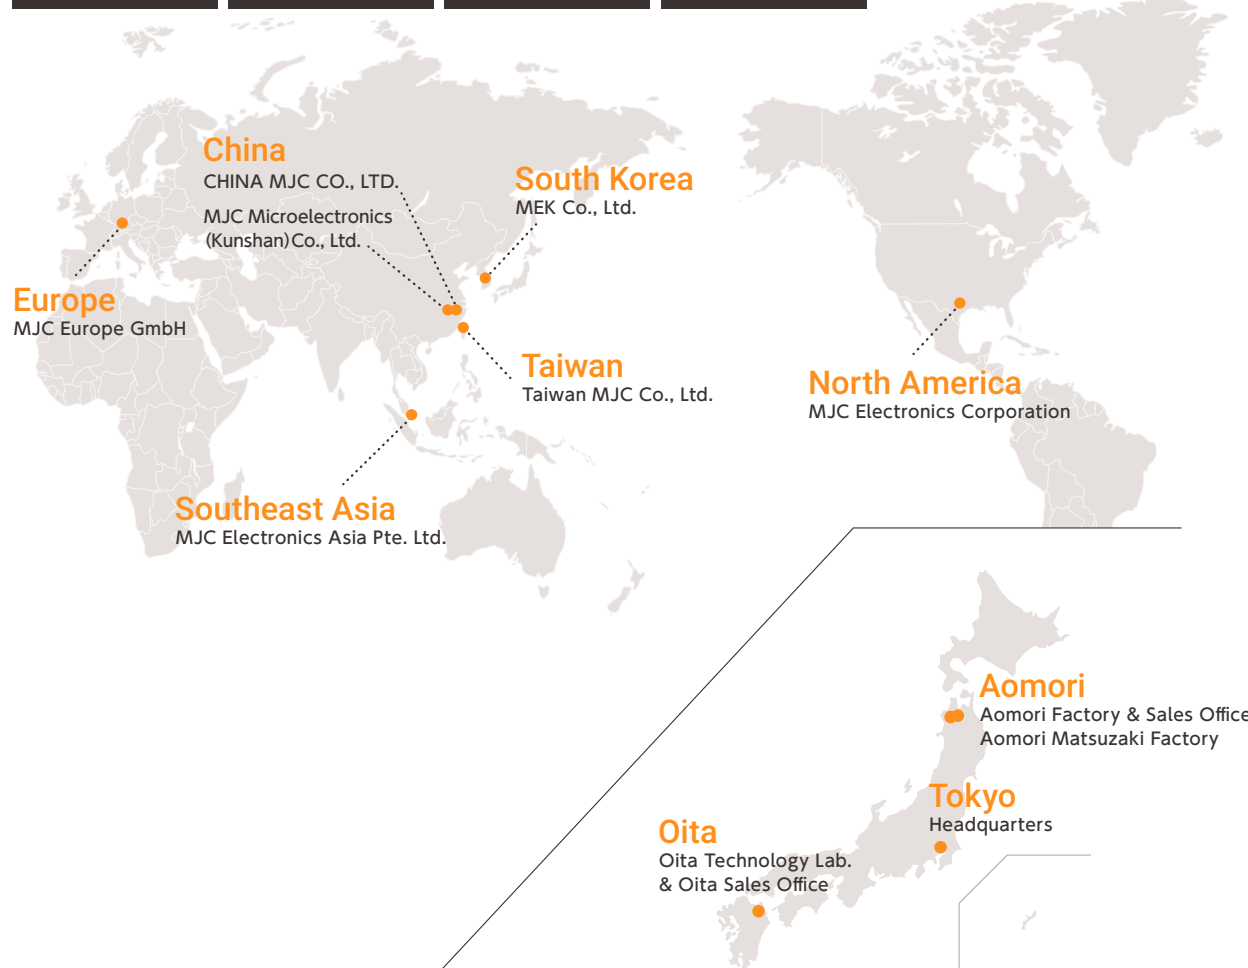 China
CHINA MJC CO., LTD.
MJC Microelectronics
(Kunshan)Co., Ltd.
South Korea
MEK Co., Ltd.
Europe
MJC Europe GmbH
Taiwan
Taiwan MJC Co., Ltd.
North America
MJC Electronics Corporation
Southeast Asia
MJC Electronics Asia Pte. Ltd.
Aomori
Aomori Factory & Sales Office
Aomori Matsuzaki Factory
Tokyo
Headquarters
Oita
Oita Technology Lab.
& Oita Sales Office